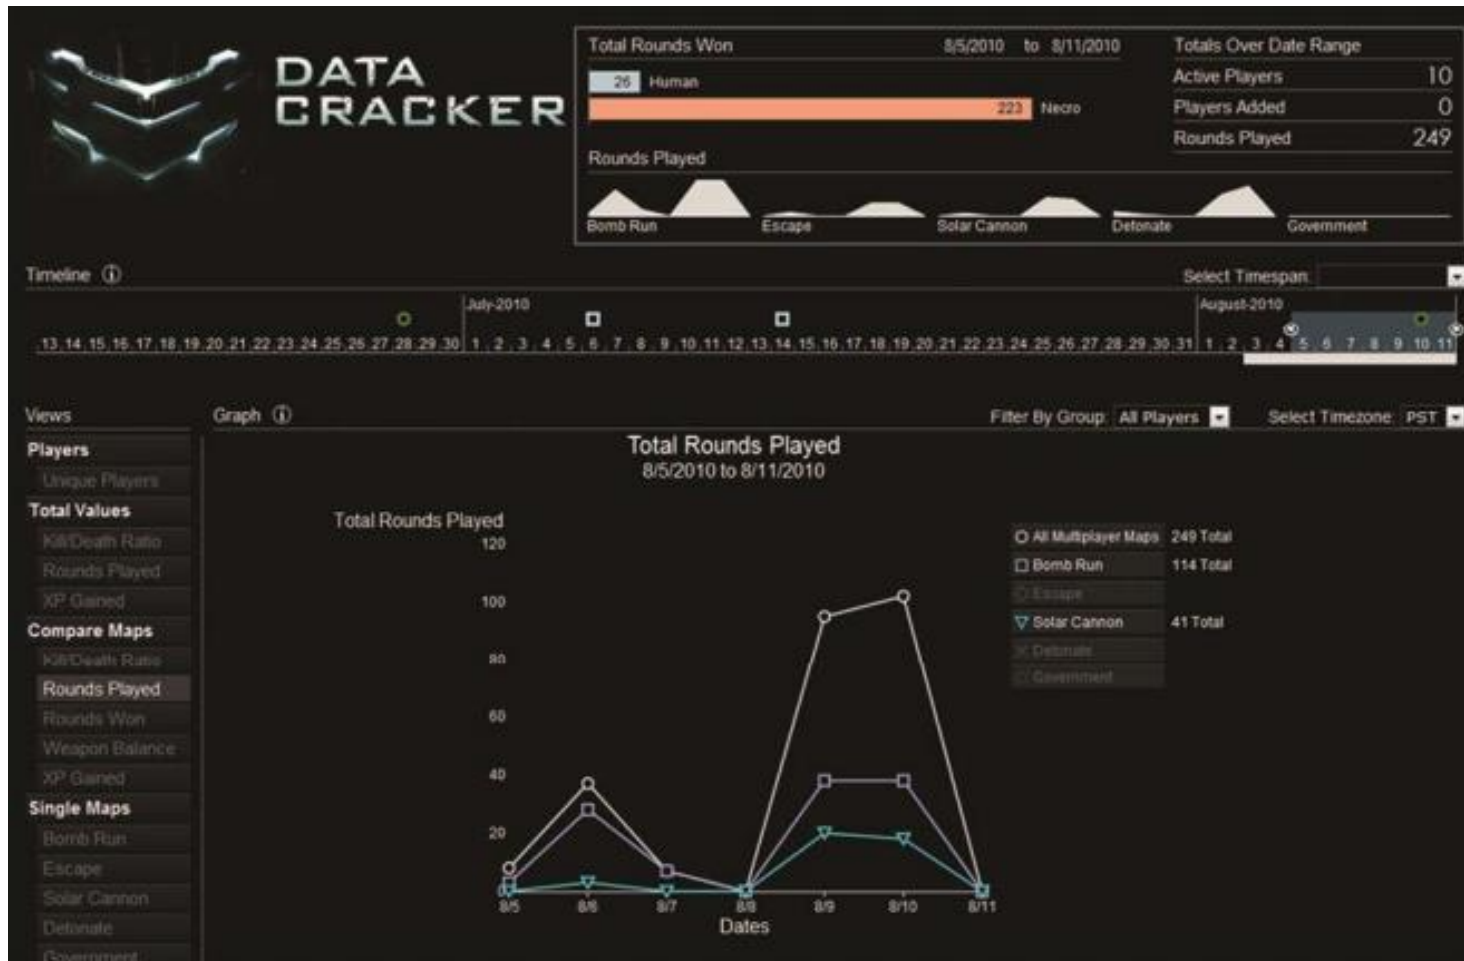 DATA
CRACKER
Total Rounds Won 8/5/2010 to 8/11/2010
26 Human
223 Necro
Rounds Played
Bomb Run Escape Solar Cannon Detonate Government
Totals Over Date Range
Active Players 10
Players Added 0
Rounds Played 249
Timeline i Select Timespan
July-2010 August-2010
13 14 15 16 17 18 19 20 21 22 23 24 25 26 27 28 29 30 1 2 3 4 5 6 7 8 9 10 11 12 13 14 15 16 17 18 19 20 21 22 23 24 25 26 27 28 29 30 31 1 2 3 4 5 6 7 8 9 10 11
Views
Players
Unique Players
Total Values
Kill/Death Ratio
Rounds Played
XP Gained
Compare Maps
Kill/Death Ratio
Rounds Played
Rounds Won
Weapon Balance
XP Gained
Single Maps
Bomb Run
Escape
Solar Cannon
Detonate
Government
Graph i Filter By Group: All Players Select Timezone: PST
Total Rounds Played
8/5/2010 to 8/11/2010
Total Rounds Played
120
100
80
60
40
20
0
8/5 8/6 8/7 8/8 8/9 8/10 8/11
Dates
All Multiplayer Maps 249 Total
Bomb Run 114 Total
Escape
Solar Cannon 41 Total
Detonate
Government